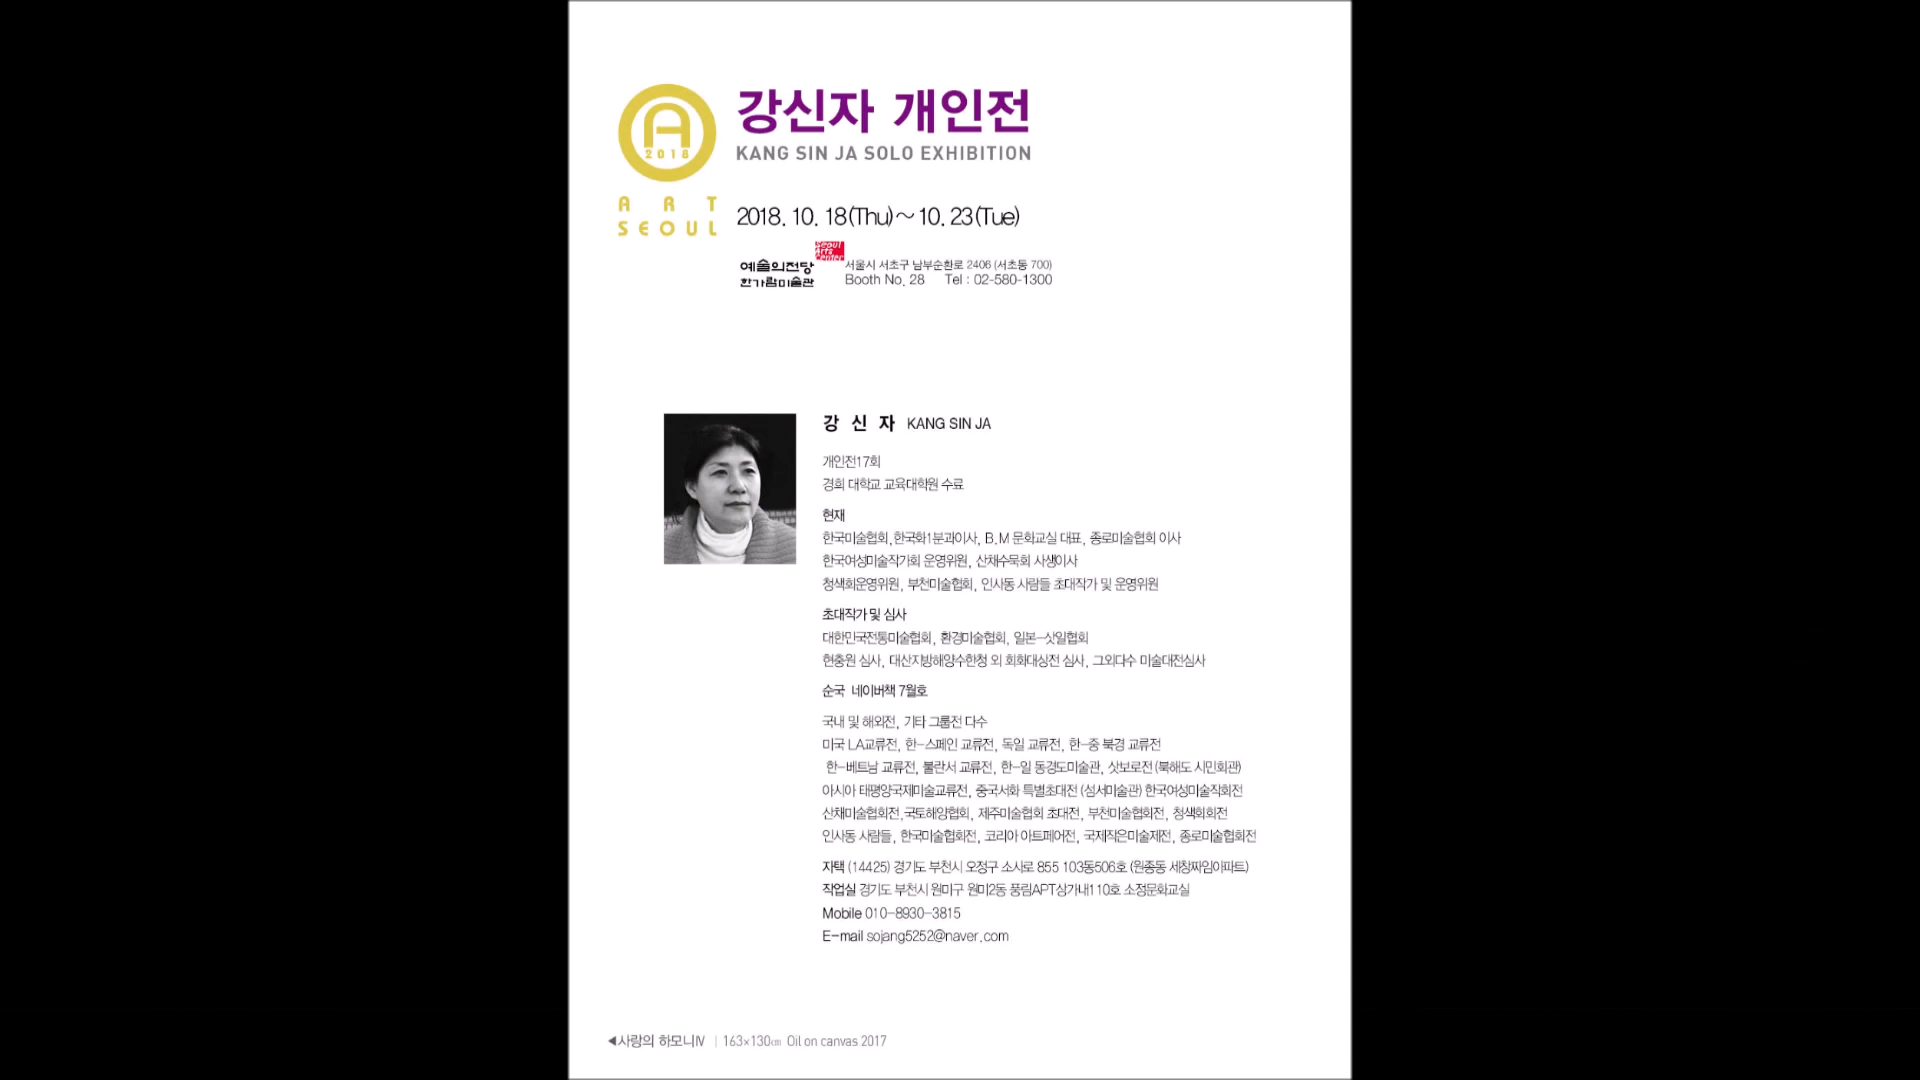 강신자 개인전
KANG SIN JA SOLO EXHIBITION
A
2018
ART
SEOUL
2018. 10. 18(Thu)~10. 23(Tue)
Seoul
Arts
Center
예술의전당
한가람미술관
서울시 서초구 남부순환로 2406 (서초동 700)
Booth No. 28 Tel : 02-580-1300
강 신 자 KANG SIN JA
개인전17회
경희 대학교 교육대학원 수료
현재
한국미술협회,한국화1분과이사, B.M 문화교실 대표, 종로미술협회 이사
한국여성미술작가회 운영위원, 산채수묵회 사생이사
청색회운영위원, 부천미술협회, 인사동 사람들 초대작가 및 운영위원
초대작가 및 심사
대한민국전통미술협회, 환경미술협회, 일본-삿일협회
현충원 심사, 대산지방해양수한청 외 회화대상전 심사, 그외다수 미술대전심사
순국 네이버책 7월호
국내 및 해외전, 기타 그룹전 다수
미국 LA교류전, 한-스페인 교류전, 독일 교류전, 한-중 북경 교류전
한-베트남 교류전, 불란서 교류전, 한-일 동경도미술관, 삿보로전 (북해도 시민회관)
아시아 태평양국제미술교류전, 중국서화 특별초대전 (섬서미술관) 한국여성미술작회전
산채미술협회전,국토해양협회, 제주미술협회 초대전, 부천미술협회전, 청색회회전
인사동 사람들, 한국미술협회전, 코리아 아트페어전, 국제작은미술제전, 종로미술협회전
자택 (14425) 경기도 부천시 오정구 소사로 855 103동506호 (원종동 세창짜임아파트)
작업실 경기도 부천시 원마구 원미2동 풍림APT상가내110호 소정문화교실
Mobile 010-8930-3815
E-mail sojang5252@naver.com
◀사랑의 하모니Ⅳ | 163×130㎝ Oil on canvas 2017